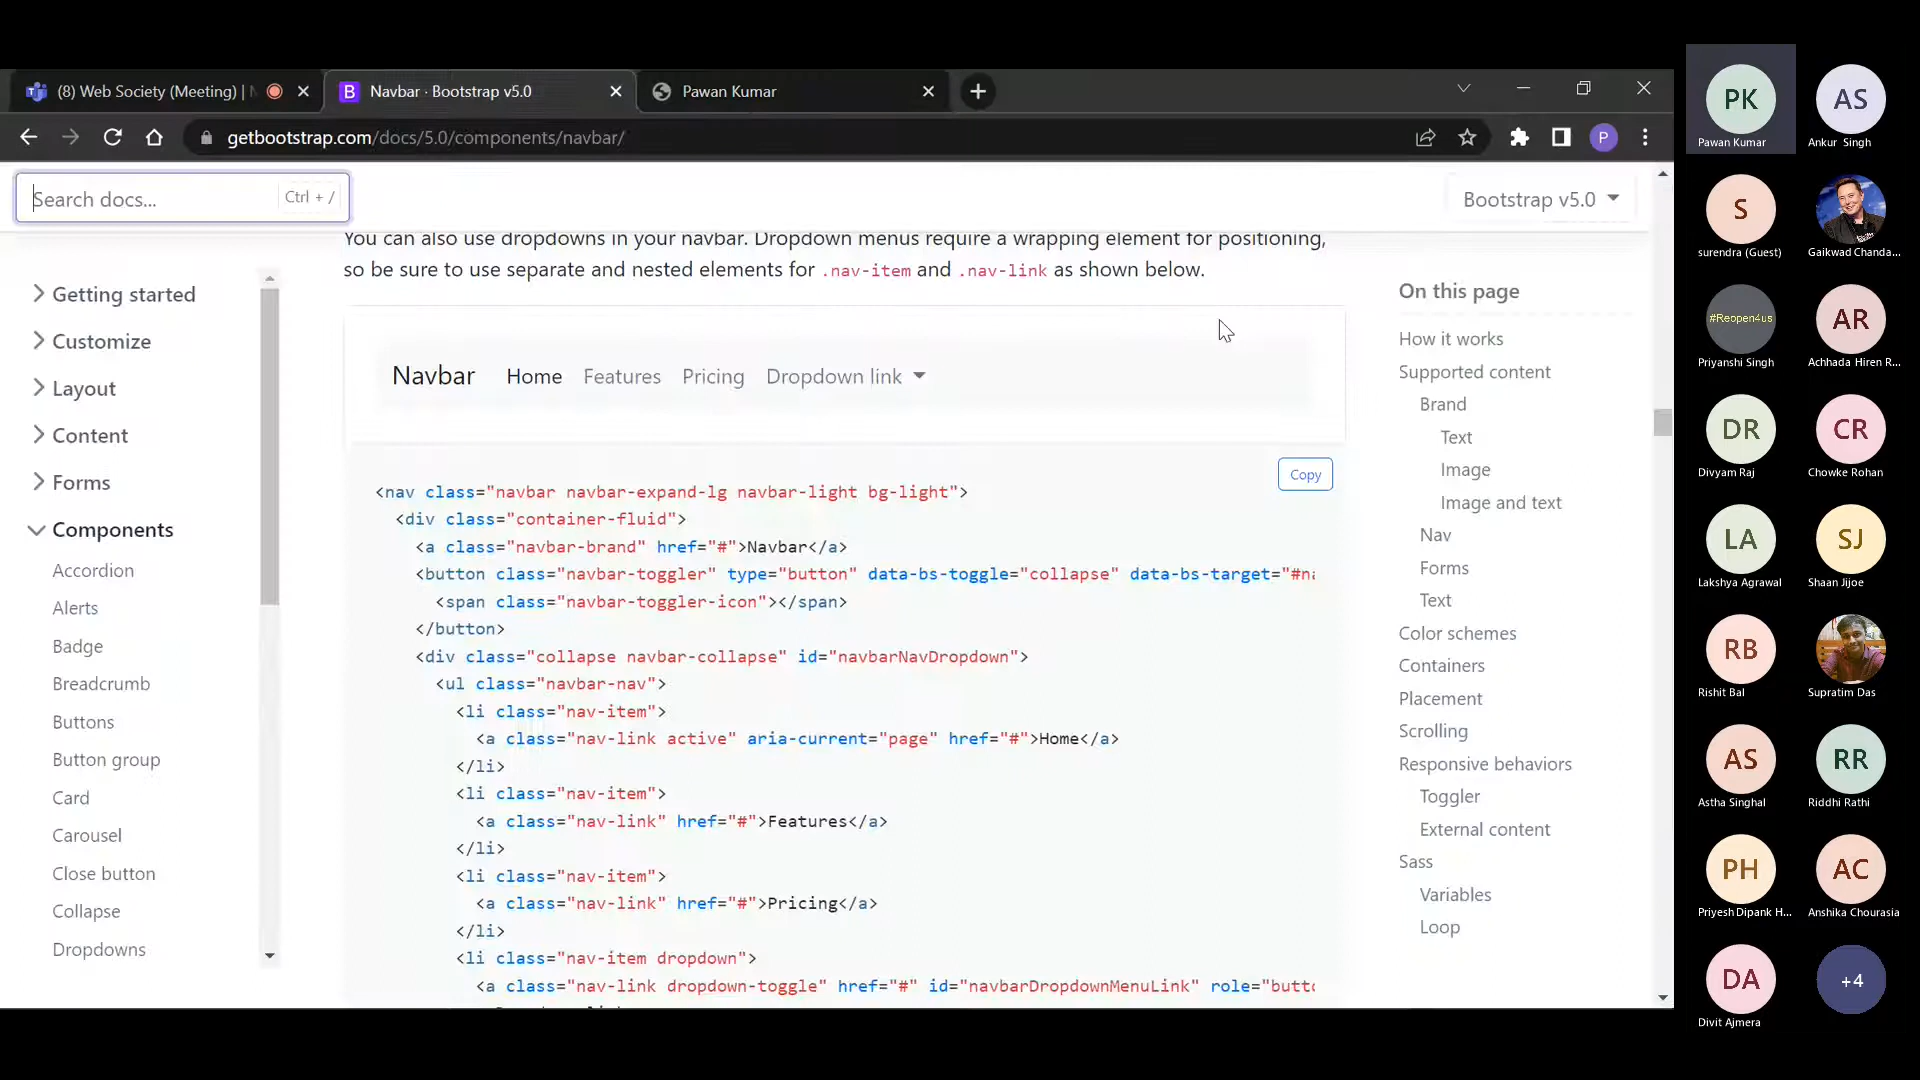 (8) Web Society (Meeting) |
Navbar · Bootstrap v5.0
Pawan Kumar
getbootstrap.com/docs/5.0/components/navbar/
P
Search docs...
Ctrl + /
Bootstrap v5.0
Getting started
Customize
Layout
Content
Forms
Components
Accordion
Alerts
Badge
Breadcrumb
Buttons
Button group
Card
Carousel
Close button
Collapse
Dropdowns
You can also use dropdowns in your navbar. Dropdown menus require a wrapping element for positioning,
so be sure to use separate and nested elements for .nav-item and .nav-link as shown below.
Navbar Home Features Pricing Dropdown link
Copy
<nav class="navbar navbar-expand-lg navbar-light bg-light">
<div class="container-fluid">
<a class="navbar-brand" href="#">Navbar</a>
<button class="navbar-toggler" type="button" data-bs-toggle="collapse" data-bs-target="#na
<span class="navbar-toggler-icon"></span>
</button>
<div class="collapse navbar-collapse" id="navbarNavDropdown">
<ul class="navbar-nav">
<li class="nav-item">
<a class="nav-link active" aria-current="page" href="#">Home</a>
</li>
<li class="nav-item">
<a class="nav-link" href="#">Features</a>
</li>
<li class="nav-item">
<a class="nav-link" href="#">Pricing</a>
</li>
<li class="nav-item dropdown">
<a class="nav-link dropdown-toggle" href="#" id="navbarDropdownMenuLink" role="butto
On this page
How it works
Supported content
Brand
Text
Image
Image and text
Nav
Forms
Text
Color schemes
Containers
Placement
Scrolling
Responsive behaviors
Toggler
External content
Sass
Variables
Loop
PK
Pawan Kumar
AS
Ankur Singh
S
surendra (Guest)
Gaikwad Chanda...
#Reopen4us
Priyanshi Singh
AR
Achhada Hiren R...
DR
Divyam Raj
CR
Chowke Rohan
LA
Lakshya Agrawal
SJ
Shaan Jijoe
RB
Rishit Bal
Supratim Das
AS
Astha Singhal
RR
Riddhi Rathi
PH
Priyesh Dipank H...
AC
Anshika Chourasia
DA
Divit Ajmera
+4